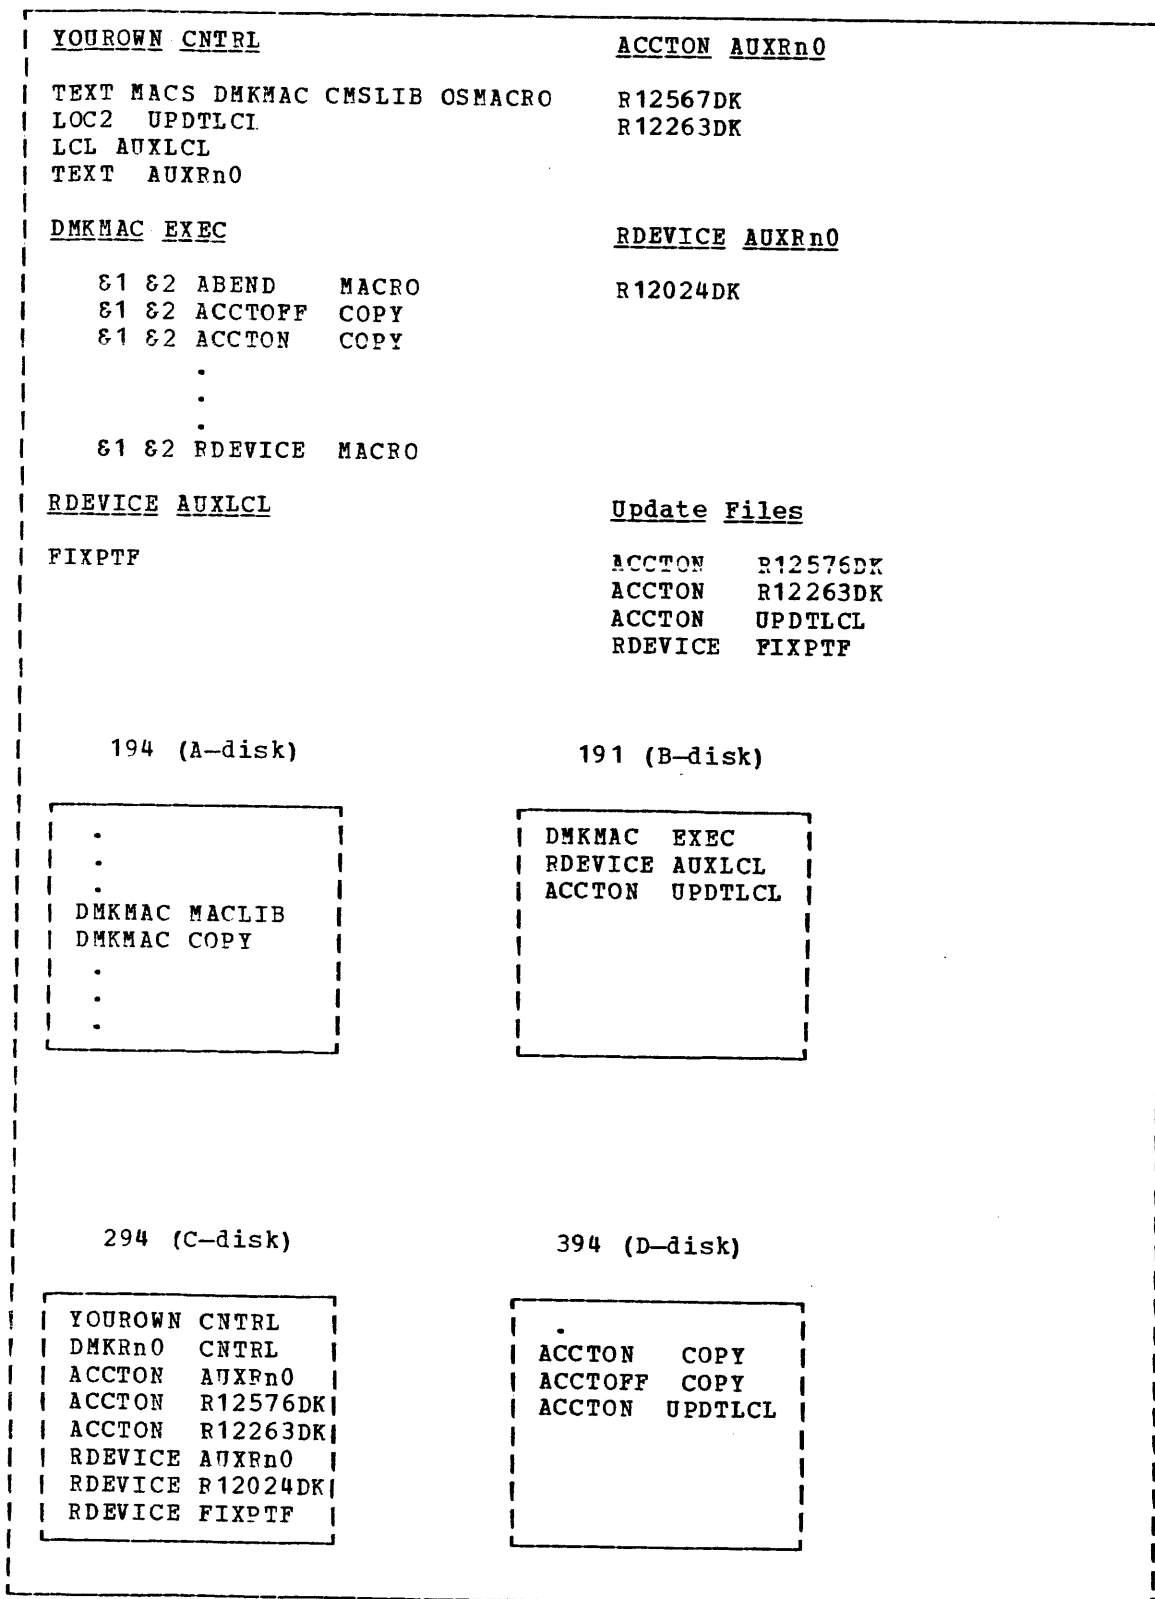 YOUROWN CNTRL
TEXT MACS DMKMAC CMSLIB OSMACRO
LOC2 UPDTLCL
LCL AUXLCL
TEXT AUXRn0
ACCTON AUXRn0
R12567DK
R12263DK
DMKMAC EXEC
&1 &2 ABEND MACRO
&1 &2 ACCTOFF COPY
&1 &2 ACCTON COPY
.
.
.
&1 &2 RDEVICE MACRO
RDEVICE AUXRn0
R12024DK
RDEVICE AUXLCL
FIXPTF
Update Files
ACCTON R12576DK
ACCTON R12263DK
ACCTON UPDTLCL
RDEVICE FIXPTF
194 (A—disk)
.
.
.
DMKMAC MACLIB
DMKMAC COPY
.
.
.
191 (B—disk)
DMKMAC EXEC
RDEVICE AUXLCL
ACCTON UPDTLCL
294 (C—disk)
YOUROWN CNTRL
DMKRn0 CNTRL
ACCTON AUXRn0
ACCTON R12576DK
ACCTON R12263DK
RDEVICE AUXRn0
RDEVICE R12024DK
RDEVICE FIXPTF
394 (D—disk)
.
ACCTON COPY
ACCTOFF COPY
ACCTON UPDTLCL